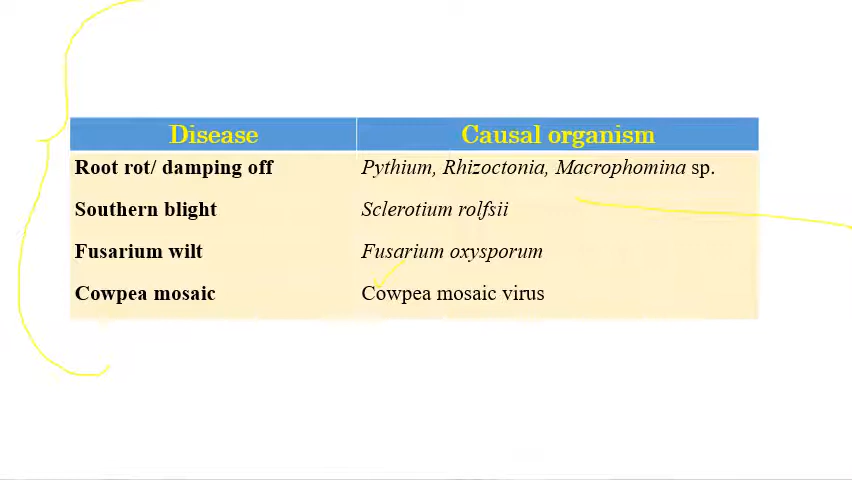 Disease Causal organism
Root rot/ damping off Pythium, Rhizoctonia, Macrophomina sp.
Southern blight Sclerotium rolfsii
Fusarium wilt Fusarium oxysporum
Cowpea mosaic Cowpea mosaic virus